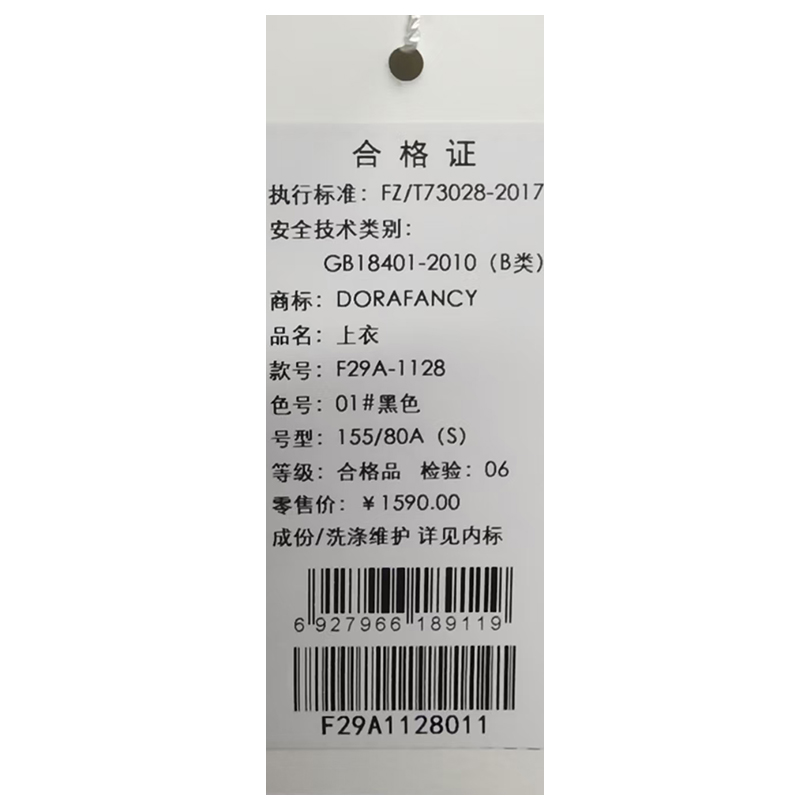 合格证
执行标准：FZ/T73028-2017
安全技术类别：
GB18401-2010（B类）
商标：DORAFANCY
品名：上衣
款号：F29A-1128
色号：01#黑色
号型：155/80A（S）
等级：合格品 检验：06
零售价：￥1590.00
成份/洗涤维护 详见内标
6 927966 189119
F29A1128011